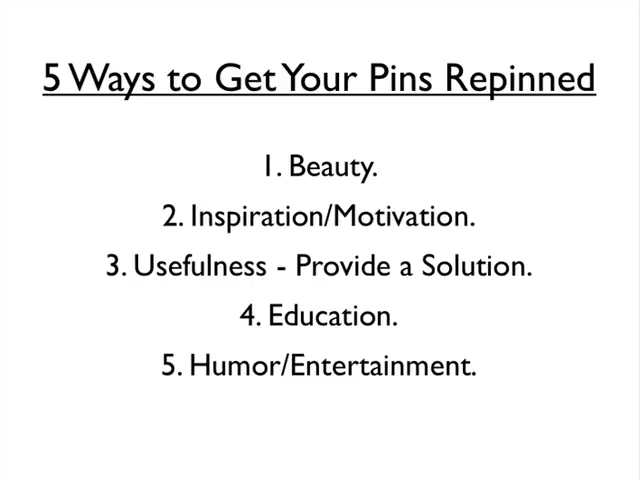 5 Ways to Get Your Pins Repinned
1. Beauty.
2. Inspiration/Motivation.
3. Usefulness - Provide a Solution.
4. Education.
5. Humor/Entertainment.